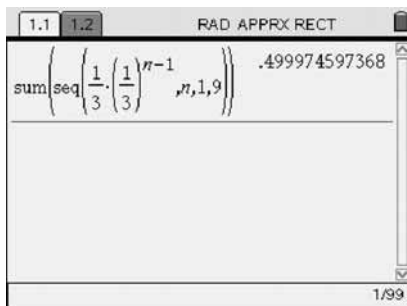 1.1 1.2 RAD APPRX RECT
sum(seq(1/3·(1/3)^n−1,n,1,9)) .499974597368
1/99